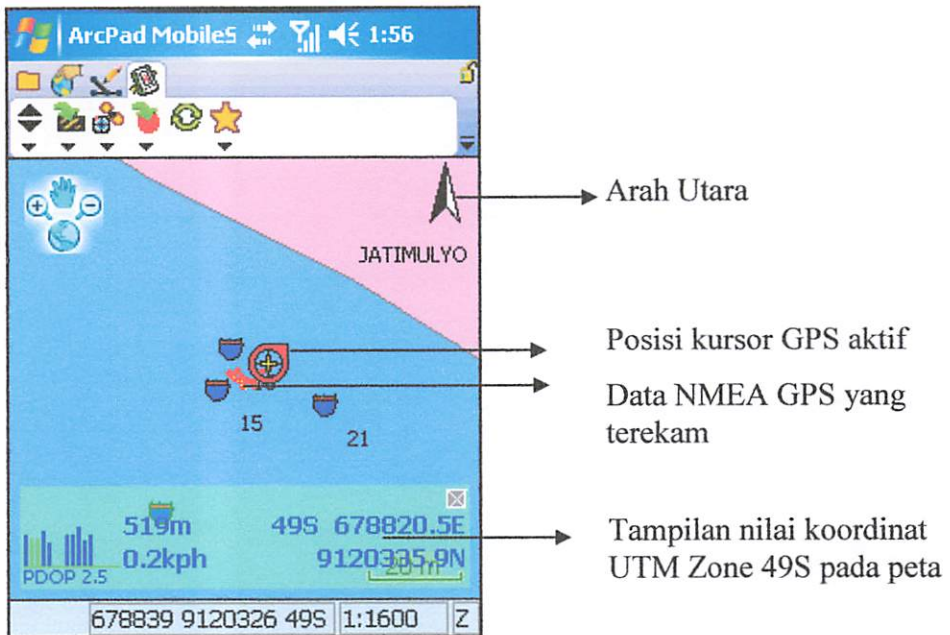 ArcPad MobileS 1:56
Arah Utara
JATIMULYO
Posisi kursor GPS aktif
Data NMEA GPS yang
terekam
15
21
519m 49S 678820.5E
0.2kph 9120335.9N
PDOP 2.5
20 m
Tampilan nilai koordinat
UTM Zone 49S pada peta
678839 9120326 49S 1:1600 Z